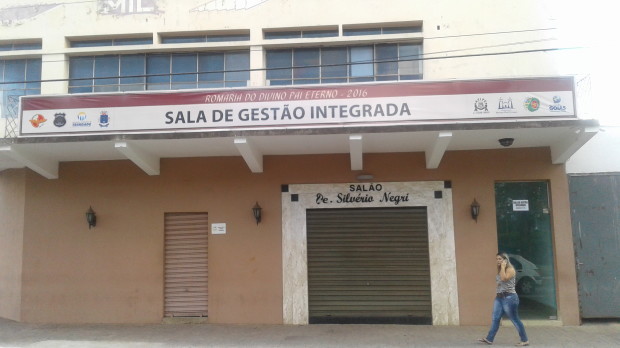 MIL
ROMARIA DO DIVINO PAI ETERNO - 2016
SALA DE GESTÃO INTEGRADA
SALÃO
Pe. Silvério Negri